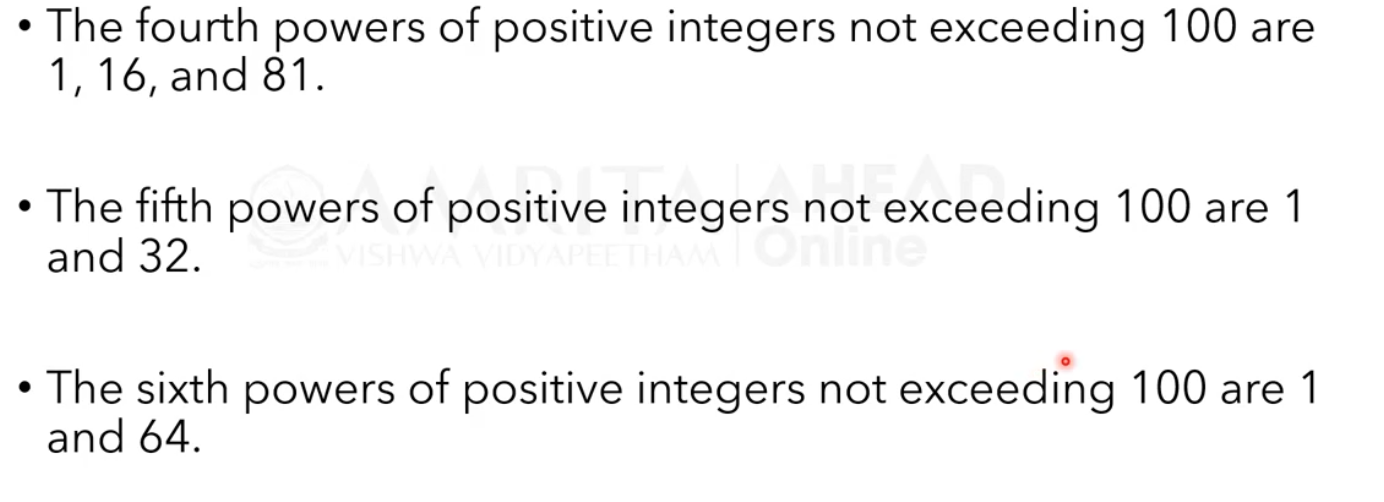 • The fourth powers of positive integers not exceeding 100 are
1, 16, and 81.
AMRITA AHEAD
VISHWA VIDYAPEETHAM Online
• The fifth powers of positive integers not exceeding 100 are 1
and 32.
• The sixth powers of positive integers not exceeding 100 are 1
and 64.